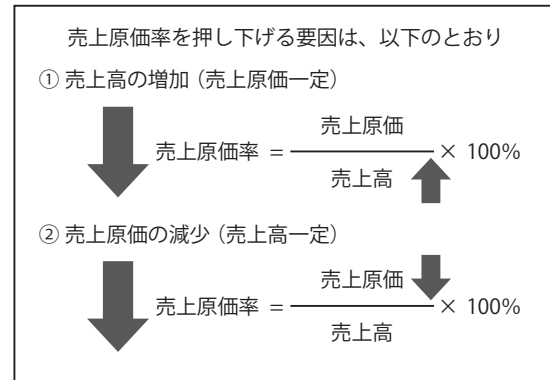 売上原価率を押し下げる要因は、以下のとおり
① 売上高の増加（売上原価一定）
売上原価率 = 売上原価 / 売上高 × 100%
② 売上原価の減少（売上高一定）
売上原価率 = 売上原価 / 売上高 × 100%